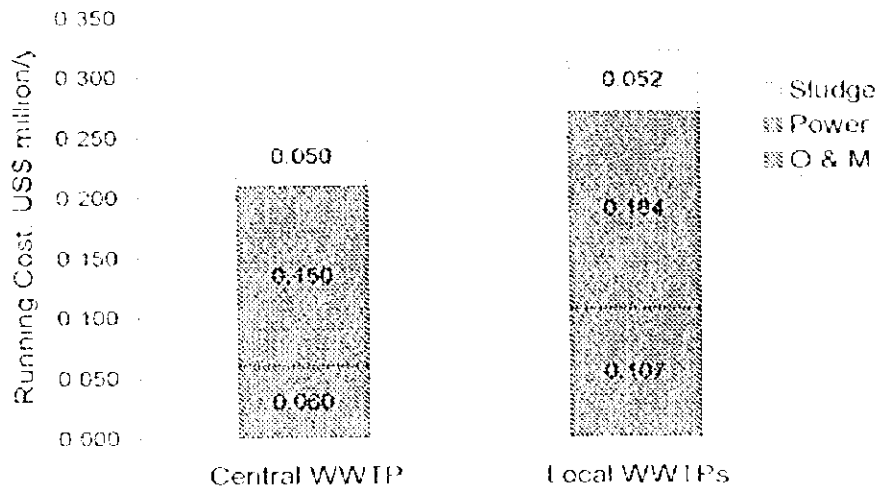 Running Cost, US$ million/y
0.350
0.300
0.250
0.200
0.150
0.100
0.050
0.000
0.050
0.150
0.060
0.052
0.164
0.107
Sludge
Power
O & M
Central WWTP
Local WWTPs